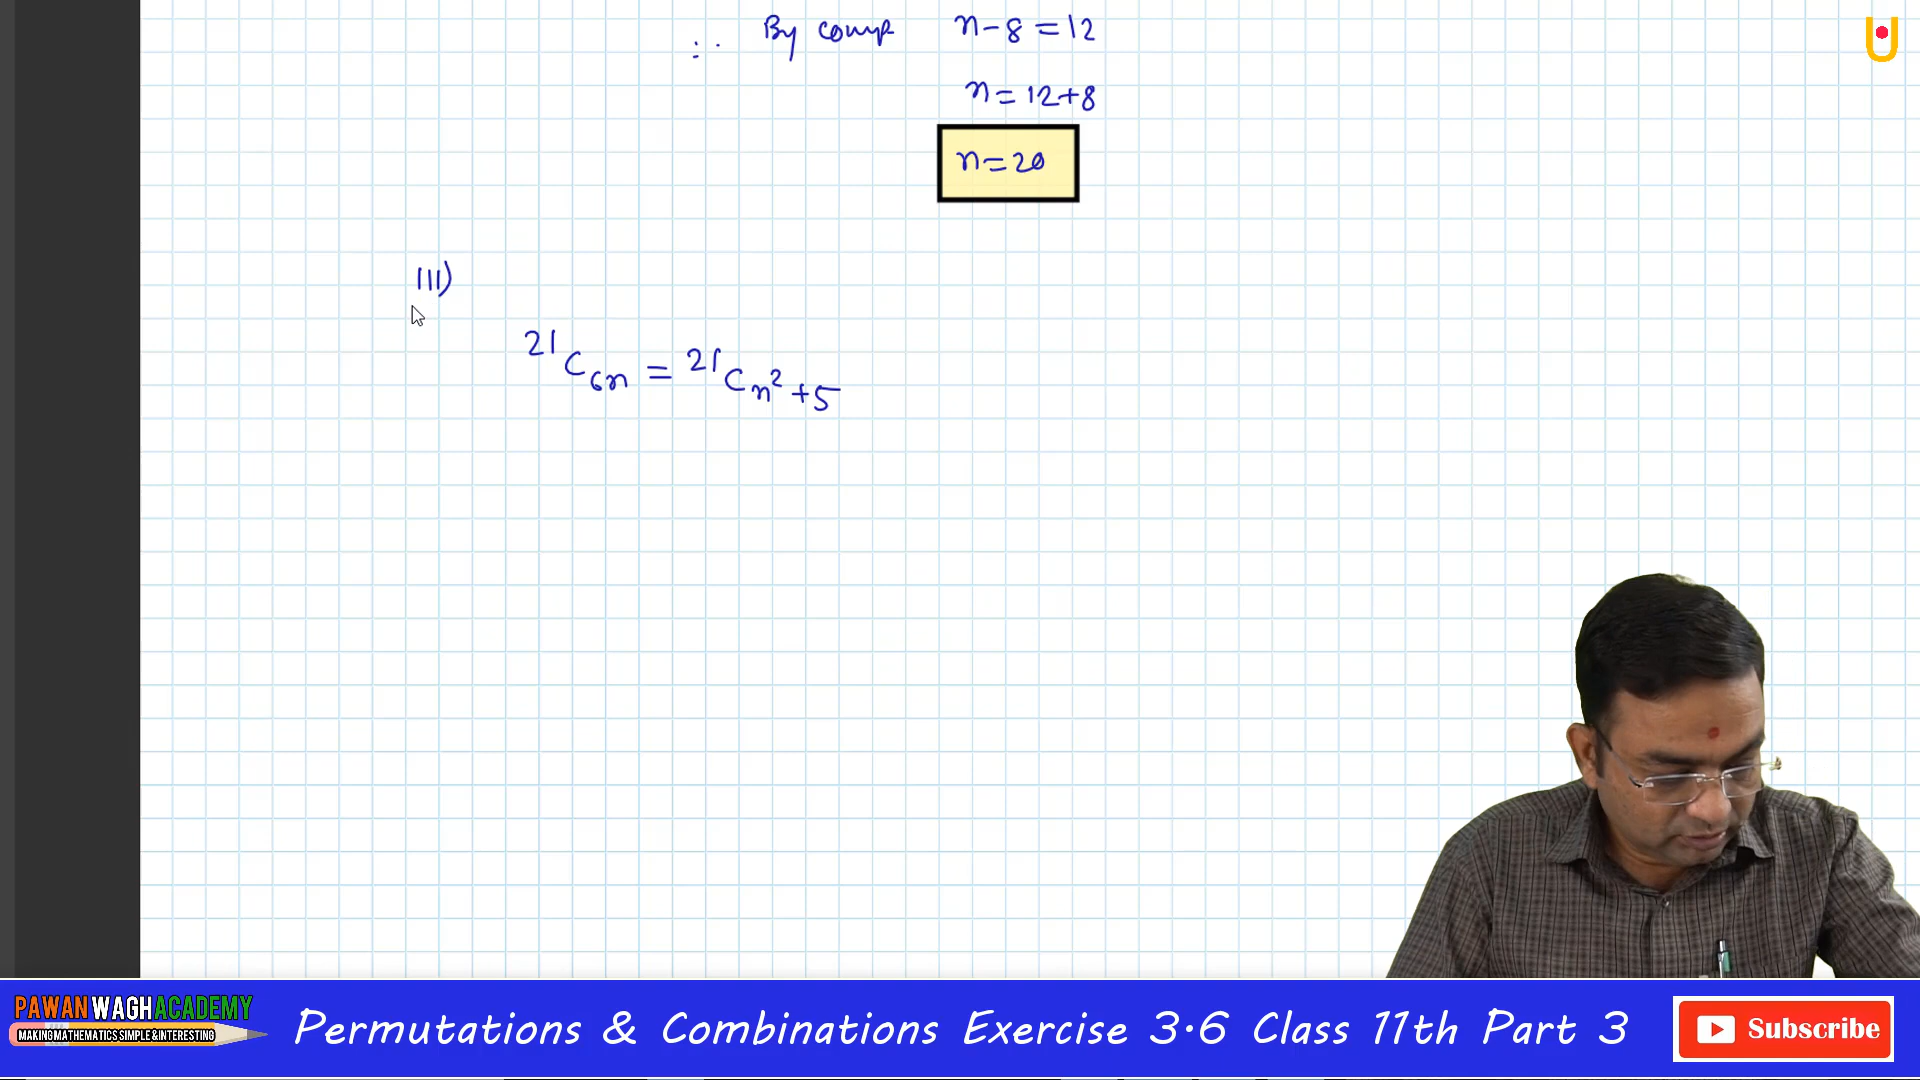 ∴ By comp n-8=12
n=12+8
n=20
III)
²¹C₆ₙ = ²¹Cₙ²₊₅
PAWAN WAGH ACADEMY
MAKING MATHEMATICS SIMPLE & INTERESTING
Permutations & Combinations Exercise 3.6 Class 11th Part 3
Subscribe